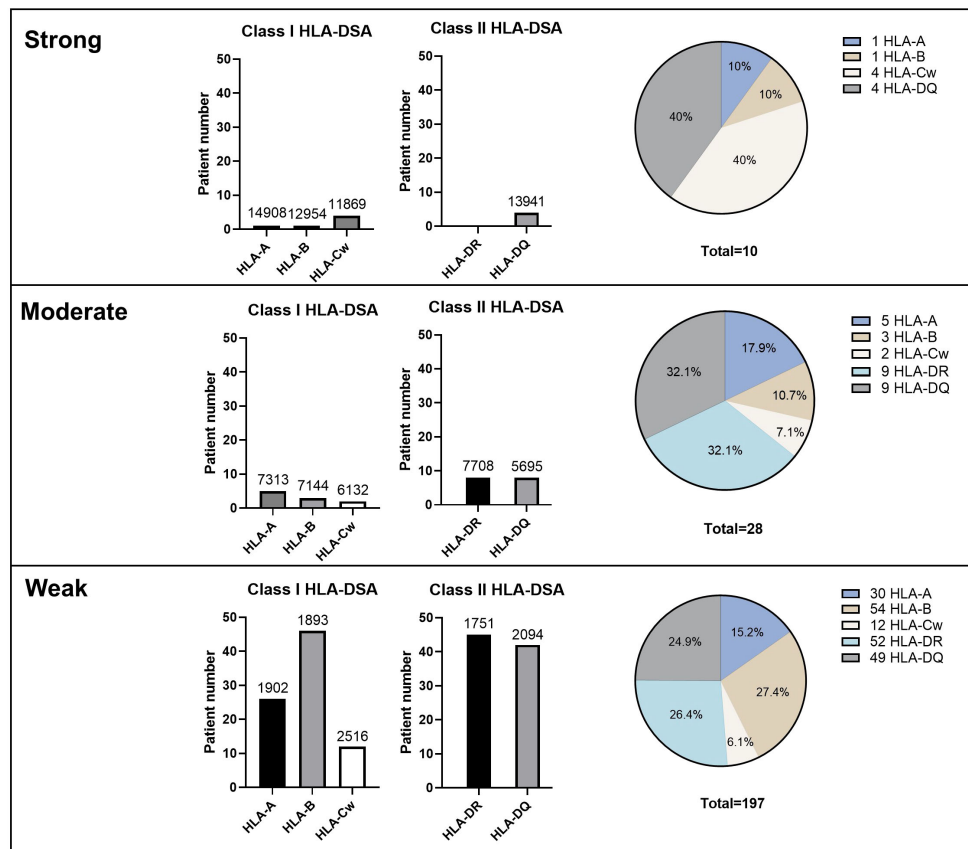 Strong
Class I HLA-DSA
Patient number
50
40
30
20
10
0
14908 12954 11869
HLA-A
HLA-B
HLA-Cw
Class II HLA-DSA
Patient number
50
40
30
20
10
0
13941
HLA-DR
HLA-DQ
10%
10%
40%
40%
Total=10
1 HLA-A
1 HLA-B
4 HLA-Cw
4 HLA-DQ
Moderate
Class I HLA-DSA
Patient number
50
40
30
20
10
0
7313 7144 6132
HLA-A
HLA-B
HLA-Cw
Class II HLA-DSA
Patient number
50
40
30
20
10
0
7708 5695
HLA-DR
HLA-DQ
17.9%
10.7%
7.1%
32.1%
32.1%
Total=28
5 HLA-A
3 HLA-B
2 HLA-Cw
9 HLA-DR
9 HLA-DQ
Weak
Class I HLA-DSA
Patient number
50
40
30
20
10
0
1902
1893
2516
HLA-A
HLA-B
HLA-Cw
Class II HLA-DSA
Patient number
50
40
30
20
10
0
1751
2094
HLA-DR
HLA-DQ
15.2%
27.4%
6.1%
26.4%
24.9%
Total=197
30 HLA-A
54 HLA-B
12 HLA-Cw
52 HLA-DR
49 HLA-DQ